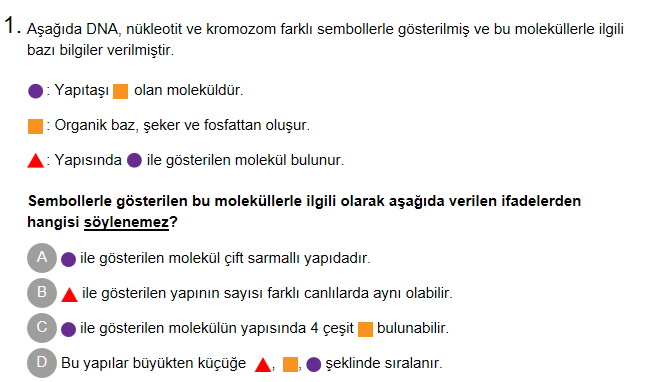 1. Aşağıda DNA, nükleotit ve kromozom farklı sembollerle gösterilmiş ve bu moleküllerle ilgili
bazı bilgiler verilmiştir.
: Yapıtaşı olan moleküldür.
: Organik baz, şeker ve fosfattan oluşur.
: Yapısında ile gösterilen molekül bulunur.
Sembollerle gösterilen bu moleküllerle ilgili olarak aşağıda verilen ifadelerden
hangisi söylenemez?
A ile gösterilen molekül çift sarmallı yapıdadır.
B ile gösterilen yapının sayısı farklı canlılarda aynı olabilir.
C ile gösterilen molekülün yapısında 4 çeşit bulunabilir.
D Bu yapılar büyükten küçüğe , , şeklinde sıralanır.